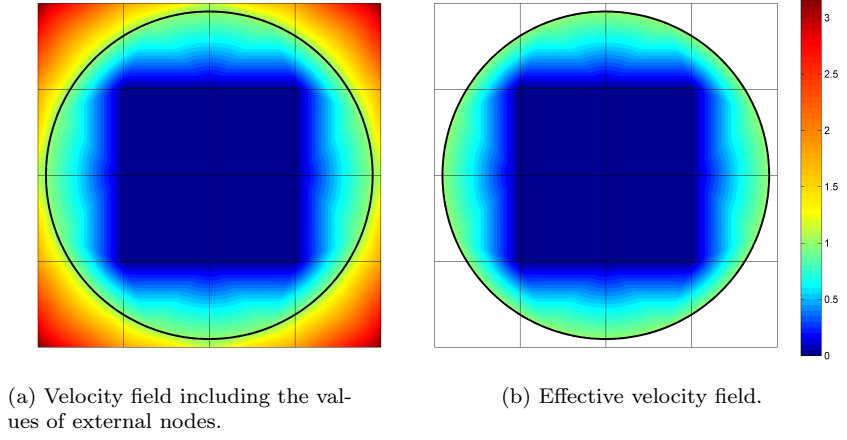 3
2.5
2
1.5
1
0.5
0
(a) Velocity field including the val-
ues of external nodes.
(b) Effective velocity field.